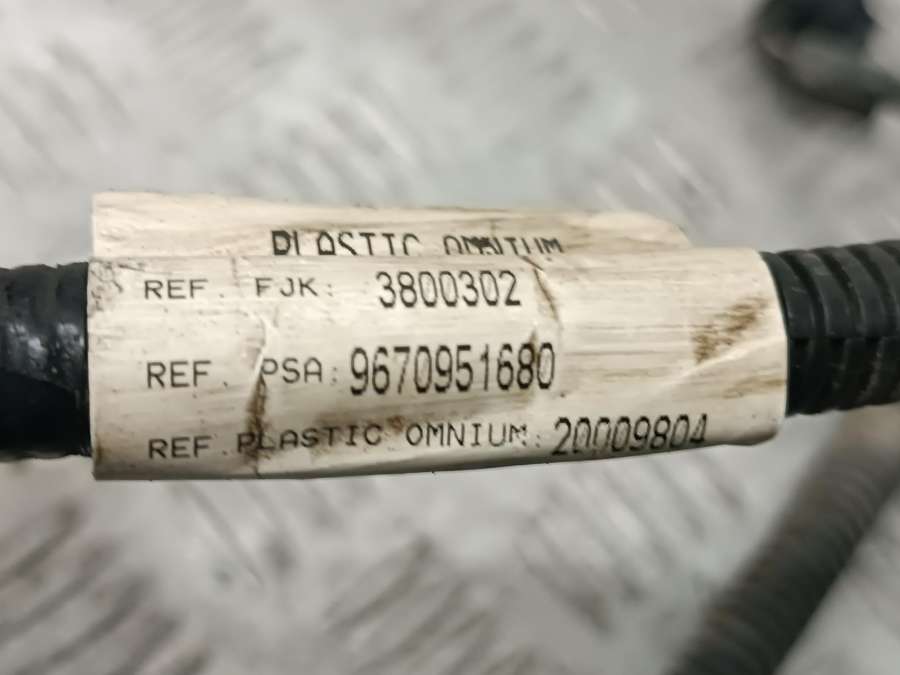 PLASTIC OMNIUM
REF. FJK: 3800302
REF. PSA: 9670951680
REF.PLASTIC OMNIUM: 20009804